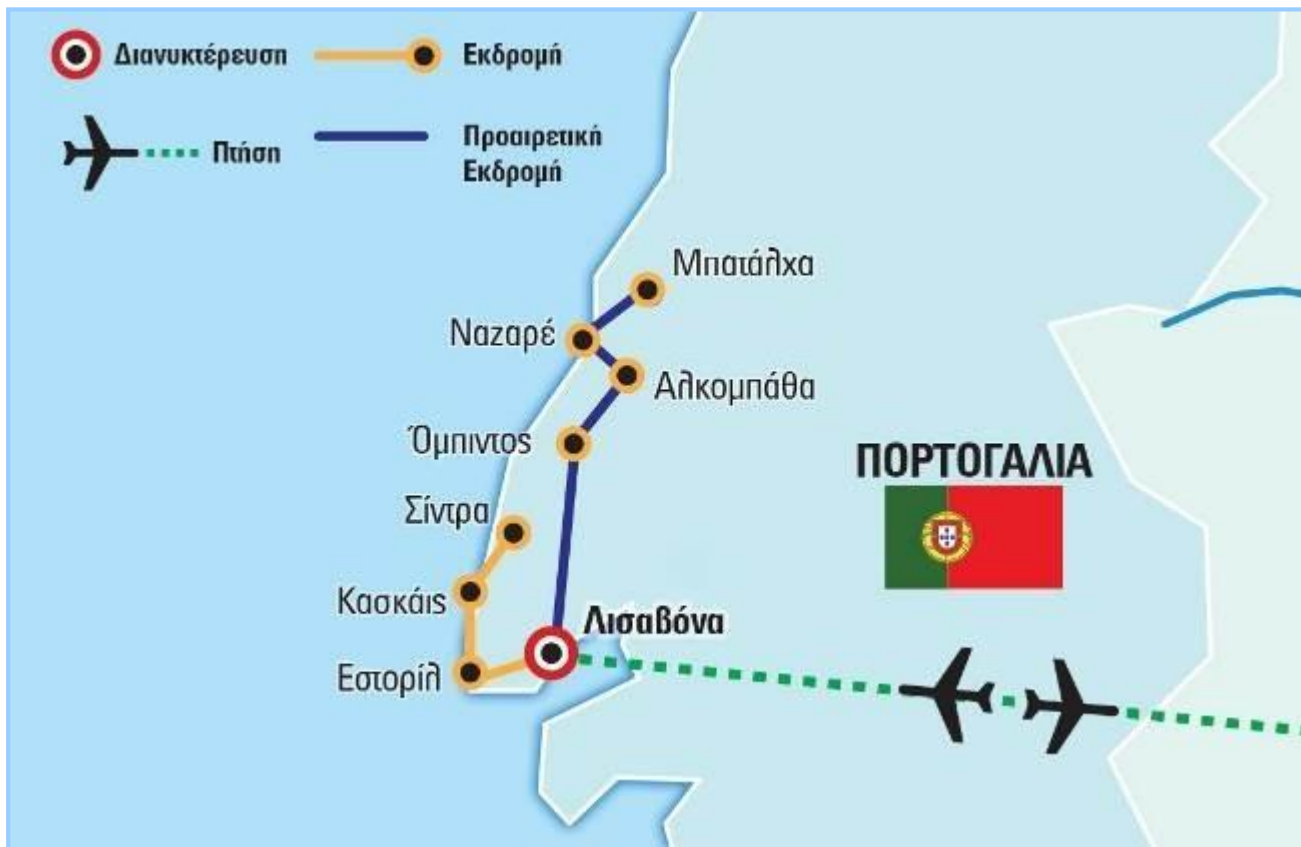 Διανυκτέρευση
Εκδρομή
Πτήση
Προαιρετική
Εκδρομή
Μπατάλχα
Ναζαρέ
Αλκομπάθα
Όμπιντος
ΠΟΡΤΟΓΑΛΙΑ
Σίντρα
Κασκάις
Λισαβόνα
Εστορίλ